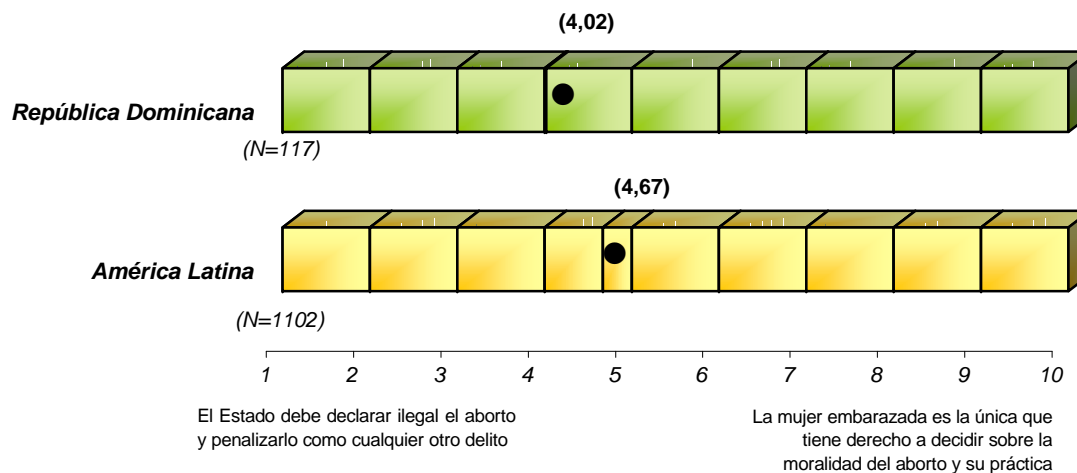 (4,02)
República Dominicana
(N=117)
(4,67)
América Latina
(N=1102)
1 2 3 4 5 6 7 8 9 10
El Estado debe declarar ilegal el aborto
y penalizarlo como cualquier otro delito
La mujer embarazada es la única que
tiene derecho a decidir sobre la
moralidad del aborto y su práctica